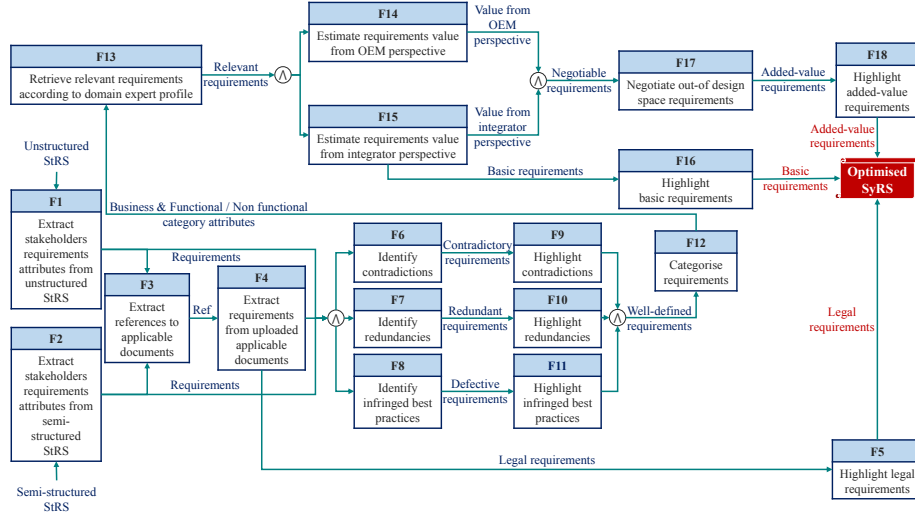 F13
Retrieve relevant requirements
according to domain expert profile
Relevant
requirements
F14
Estimate requirements value
from OEM perspective
Value from
OEM
perspective
F15
Estimate requirements value
from integrator perspective
Value from
integrator
perspective
Negotiable
requirements
F17
Negotiate out-of design
space requirements
Added-value
requirements
F18
Highlight
added-value
requirements
Added-value
requirements
Basic requirements
F16
Highlight
basic requirements
Basic
requirements
Optimised
SyRS
Unstructured
StRS
F1
Extract
stakeholders
requirements
attributes from
unstructured
StRS
Business & Functional / Non functional
category attributes
Requirements
F2
Extract
stakeholders
requirements
attributes from
semi-
structured
StRS
Semi-structured
StRS
Requirements
F3
Extract
references to
applicable
documents
Ref
F4
Extract
requirements
from uploaded
applicable
documents
F6
Identify
contradictions
Contradictory
requirements
F9
Highlight
contradictions
F7
Identify
redundancies
Redundant
requirements
F10
Highlight
redundancies
F8
Identify
infringed best
practices
Defective
requirements
F11
Highlight
infringed best
practices
Well-defined
requirements
F12
Categorise
requirements
Legal
requirements
Legal requirements
F5
Highlight legal
requirements